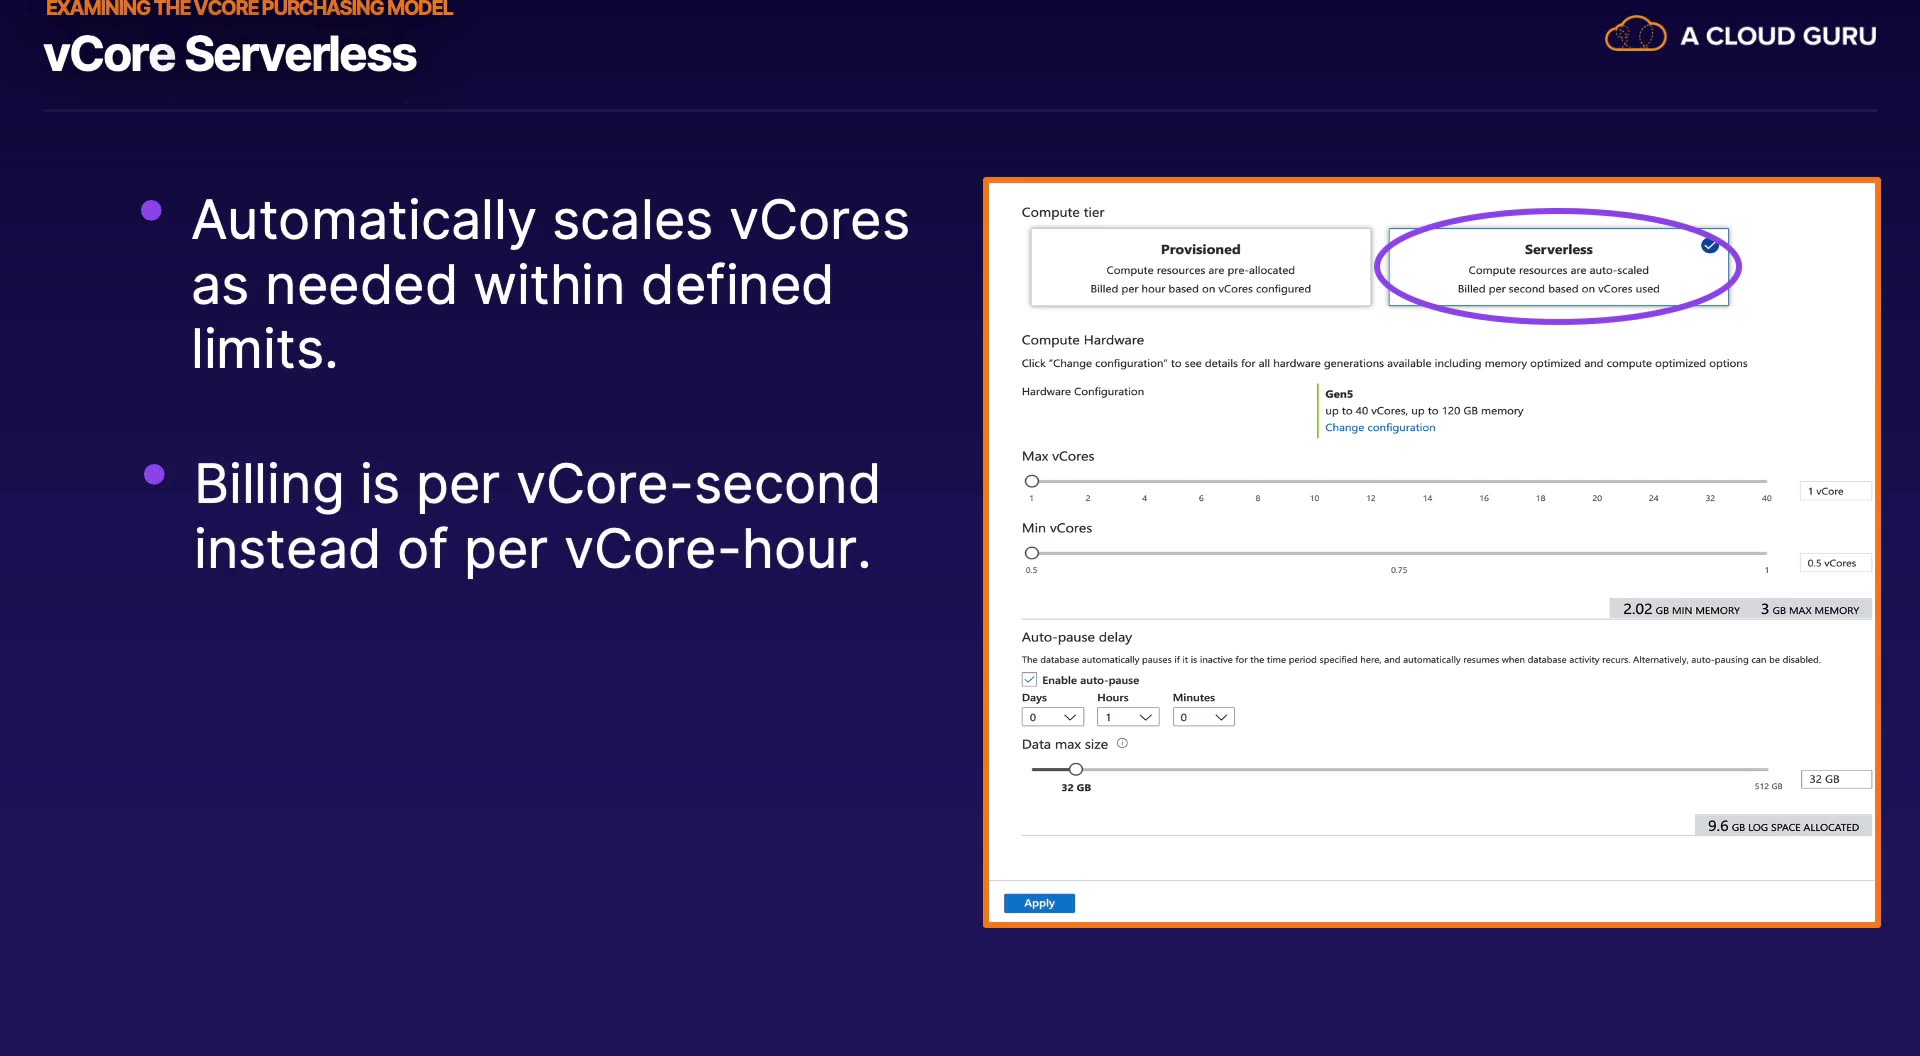 EXAMINING THE VCORE PURCHASING MODEL
vCore Serverless
A CLOUD GURU
Automatically scales vCores
as needed within defined
limits.
Billing is per vCore-second
instead of per vCore-hour.
Compute tier
Provisioned
Compute resources are pre-allocated
Billed per hour based on vCores configured
Serverless
Compute resources are auto-scaled
Billed per second based on vCores used
Compute Hardware
Click "Change configuration" to see details for all hardware generations available including memory optimized and compute optimized options
Hardware Configuration
Gen5
up to 40 vCores, up to 120 GB memory
Change configuration
Max vCores
1 2 4 6 8 10 12 14 16 18 20 24 32 40
1 vCore
Min vCores
0.5 0.75 1
0.5 vCores
2.02 GB MIN MEMORY 3 GB MAX MEMORY
Auto-pause delay
The database automatically pauses if it is inactive for the time period specified here, and automatically resumes when database activity recurs. Alternatively, auto-pausing can be disabled.
Enable auto-pause
Days Hours Minutes
0 1 0
Data max size
32 GB
512 GB
32 GB
9.6 GB LOG SPACE ALLOCATED
Apply